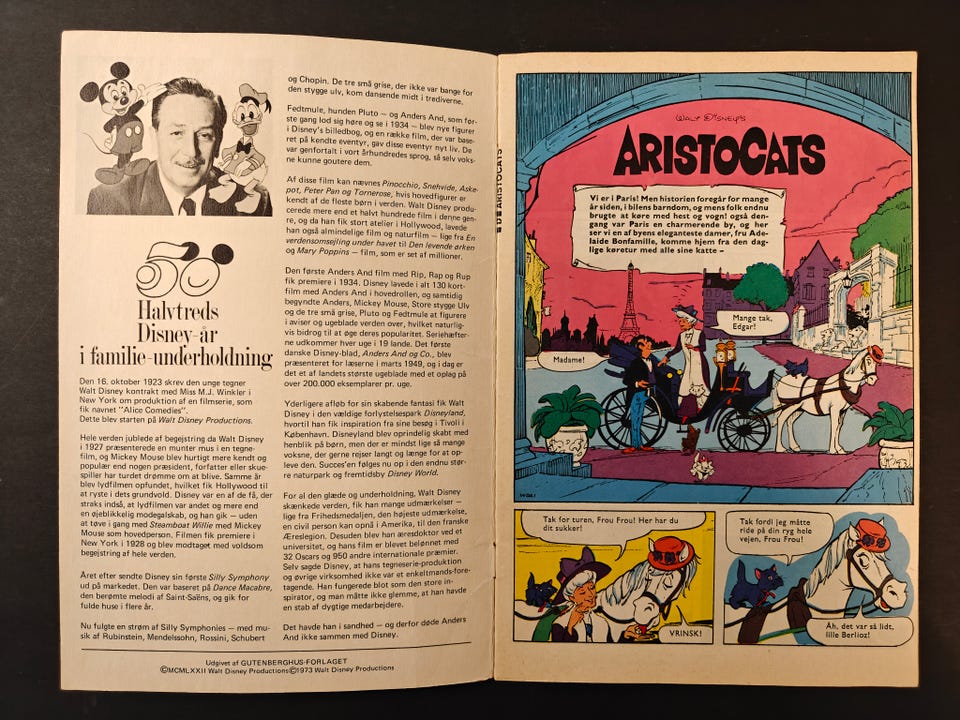 50
Halvtreds
Disney-år
i familie-underholdning
Den 16. oktober 1923 skrev den unge tegner
Walt Disney kontrakt med Miss M.J. Winkler i
New York om produktion af en filmserie, som
fik navnet "Alice Comedies".
Dette blev starten på Walt Disney Productions.
Hele verden jublede af begejstring da Walt Disney
i 1927 præsenterede en munter mus i en tegne-
film, og Mickey Mouse blev hurtigt mere kendt og
populær end nogen præsident, forfatter eller skue-
spiller har turdet drømme om at blive. Samme år
blev lydfilmen opfundet, hvilket fik Hollywood til
at ryste i dets grundvold. Disney var en af de få, der
straks indså, at lydfilmen var andet og mere end
en øjeblikkelig modegalskab, og han gik – uden
at tøve i gang med Steamboat Willie med Mickey
Mouse som hovedperson. Filmen fik premiere i
New York i 1928 og blev modtaget med voldsom
begejstring af hele verden.
Året efter sendte Disney sin første Silly Symphony
ud på markedet. Den var baseret på Dance Macabre,
den berømte melodi af Saint-Saëns, og gik for
fulde huse i flere år.
Nu fulgte en strøm af Silly Symphonies – med mu-
sik af Rubinstein, Mendelssohn, Rossini, Schubert
og Chopin. De tre små grise, der ikke var bange for
den stygge ulv, kom dansende midt i trediverne.
Fedtmule, hunden Pluto – og Anders And, som før-
ste gang lod sig høre og se i 1934 – blev nye figurer
i Disney's billedbog, og en række film, der var base-
ret på kendte eventyr, gav disse eventyr nyt liv. De
var genfortalt i vort århundredes sprog, så selv voks-
ne kunne goutere dem.
Af disse film kan nævnes Pinocchio, Snehvide, Aske-
pot, Peter Pan og Tornerose, hvis hovedfigurer er
kendt af de fleste børn i verden. Walt Disney produ-
cerede mere end et halvt hundrede film i denne gen-
re, og da han fik stort atelier i Hollywood, lavede
han også almindelige film og naturfilm – lige fra En
verdensomsejling under havet til Den levende ørken
og Mary Poppins – film, som er set af millioner.
Den første Anders And film med Rip, Rap og Rup
fik premiere i 1934. Disney lavede i alt 130 kort-
film med Anders And i hovedrollen, og samtidig
begyndte Anders, Mickey Mouse, Store stygge Ulv
og de tre små grise, Pluto og Fedtmule at figurere
i aviser og ugeblade verden over, hvilket naturlig-
vis bidrog til at øge deres popularitet. Seriehæfter-
ne udkommer hver uge i 19 lande. Det første
danske Disney-blad, Anders And og Co., blev
præsenteret for læserne i marts 1949, og i dag er
det et af landets største ugeblade med et oplag på
over 200.000 eksemplarer pr. uge.
Yderligere afløb for sin skabende fantasi fik Walt
Disney i den vældige forlystelsespark Disneyland,
hvortil han fik inspiration fra sine besøg i Tivoli i
København. Disneyland blev oprindelig skabt med
henblik på børn, men der er mindst lige så mange
voksne, der gerne rejser langt og længe for at op-
leve den. Succes'en følges nu op i den endnu stør-
re naturpark og fremtidsby Disney World.
For al den glæde og underholdning, Walt Disney
skænkede verden, fik han mange udmærkelser –
lige fra Frihedsmedaljen, den højeste udmærkelse,
en civil person kan opnå i Amerika, til den franske
Æreslegion. Desuden blev han æresdoktor ved et
universitet, og hans film er blevet belønnet med
32 Oscars og 950 andre internationale præmier.
Selv sagde Disney, at hans tegneserie-produktion
og øvrige virksomhed ikke var et enkeltmands-fore-
tagende. Han fungerede blot som den store in-
spirator, og man måtte ikke glemme, at han havde
en stab af dygtige medarbejdere.
Det havde han i sandhed – og derfor døde Anders
And ikke sammen med Disney.
Udgivet af GUTENBERGHUS-FORLAGET
©MCMLXXII Walt Disney Productions©1973 Walt Disney Productions
ARISTOCATS
WALT DISNEY'S
ARISTOCATS
Vi er i Paris! Men historien foregår for mange
år siden, i bilens barndom, og mens folk endnu
brugte at køre med hest og vogn! også den-
gang var Paris en charmerende by, og her
ser vi en af byens eleganteste damer, fru Ade-
laide Bonfamille, komme hjem fra den dag-
lige køretur med alle sine katte –
Mange tak,
Edgar!
Madame!
Tak for turen, Frou Frou! Her har du
dit sukker!
VRINSK!
Tak fordi jeg måtte
ride på din ryg hele
vejen, Frou Frou!
Åh, det var så lidt,
lille Berlioz!